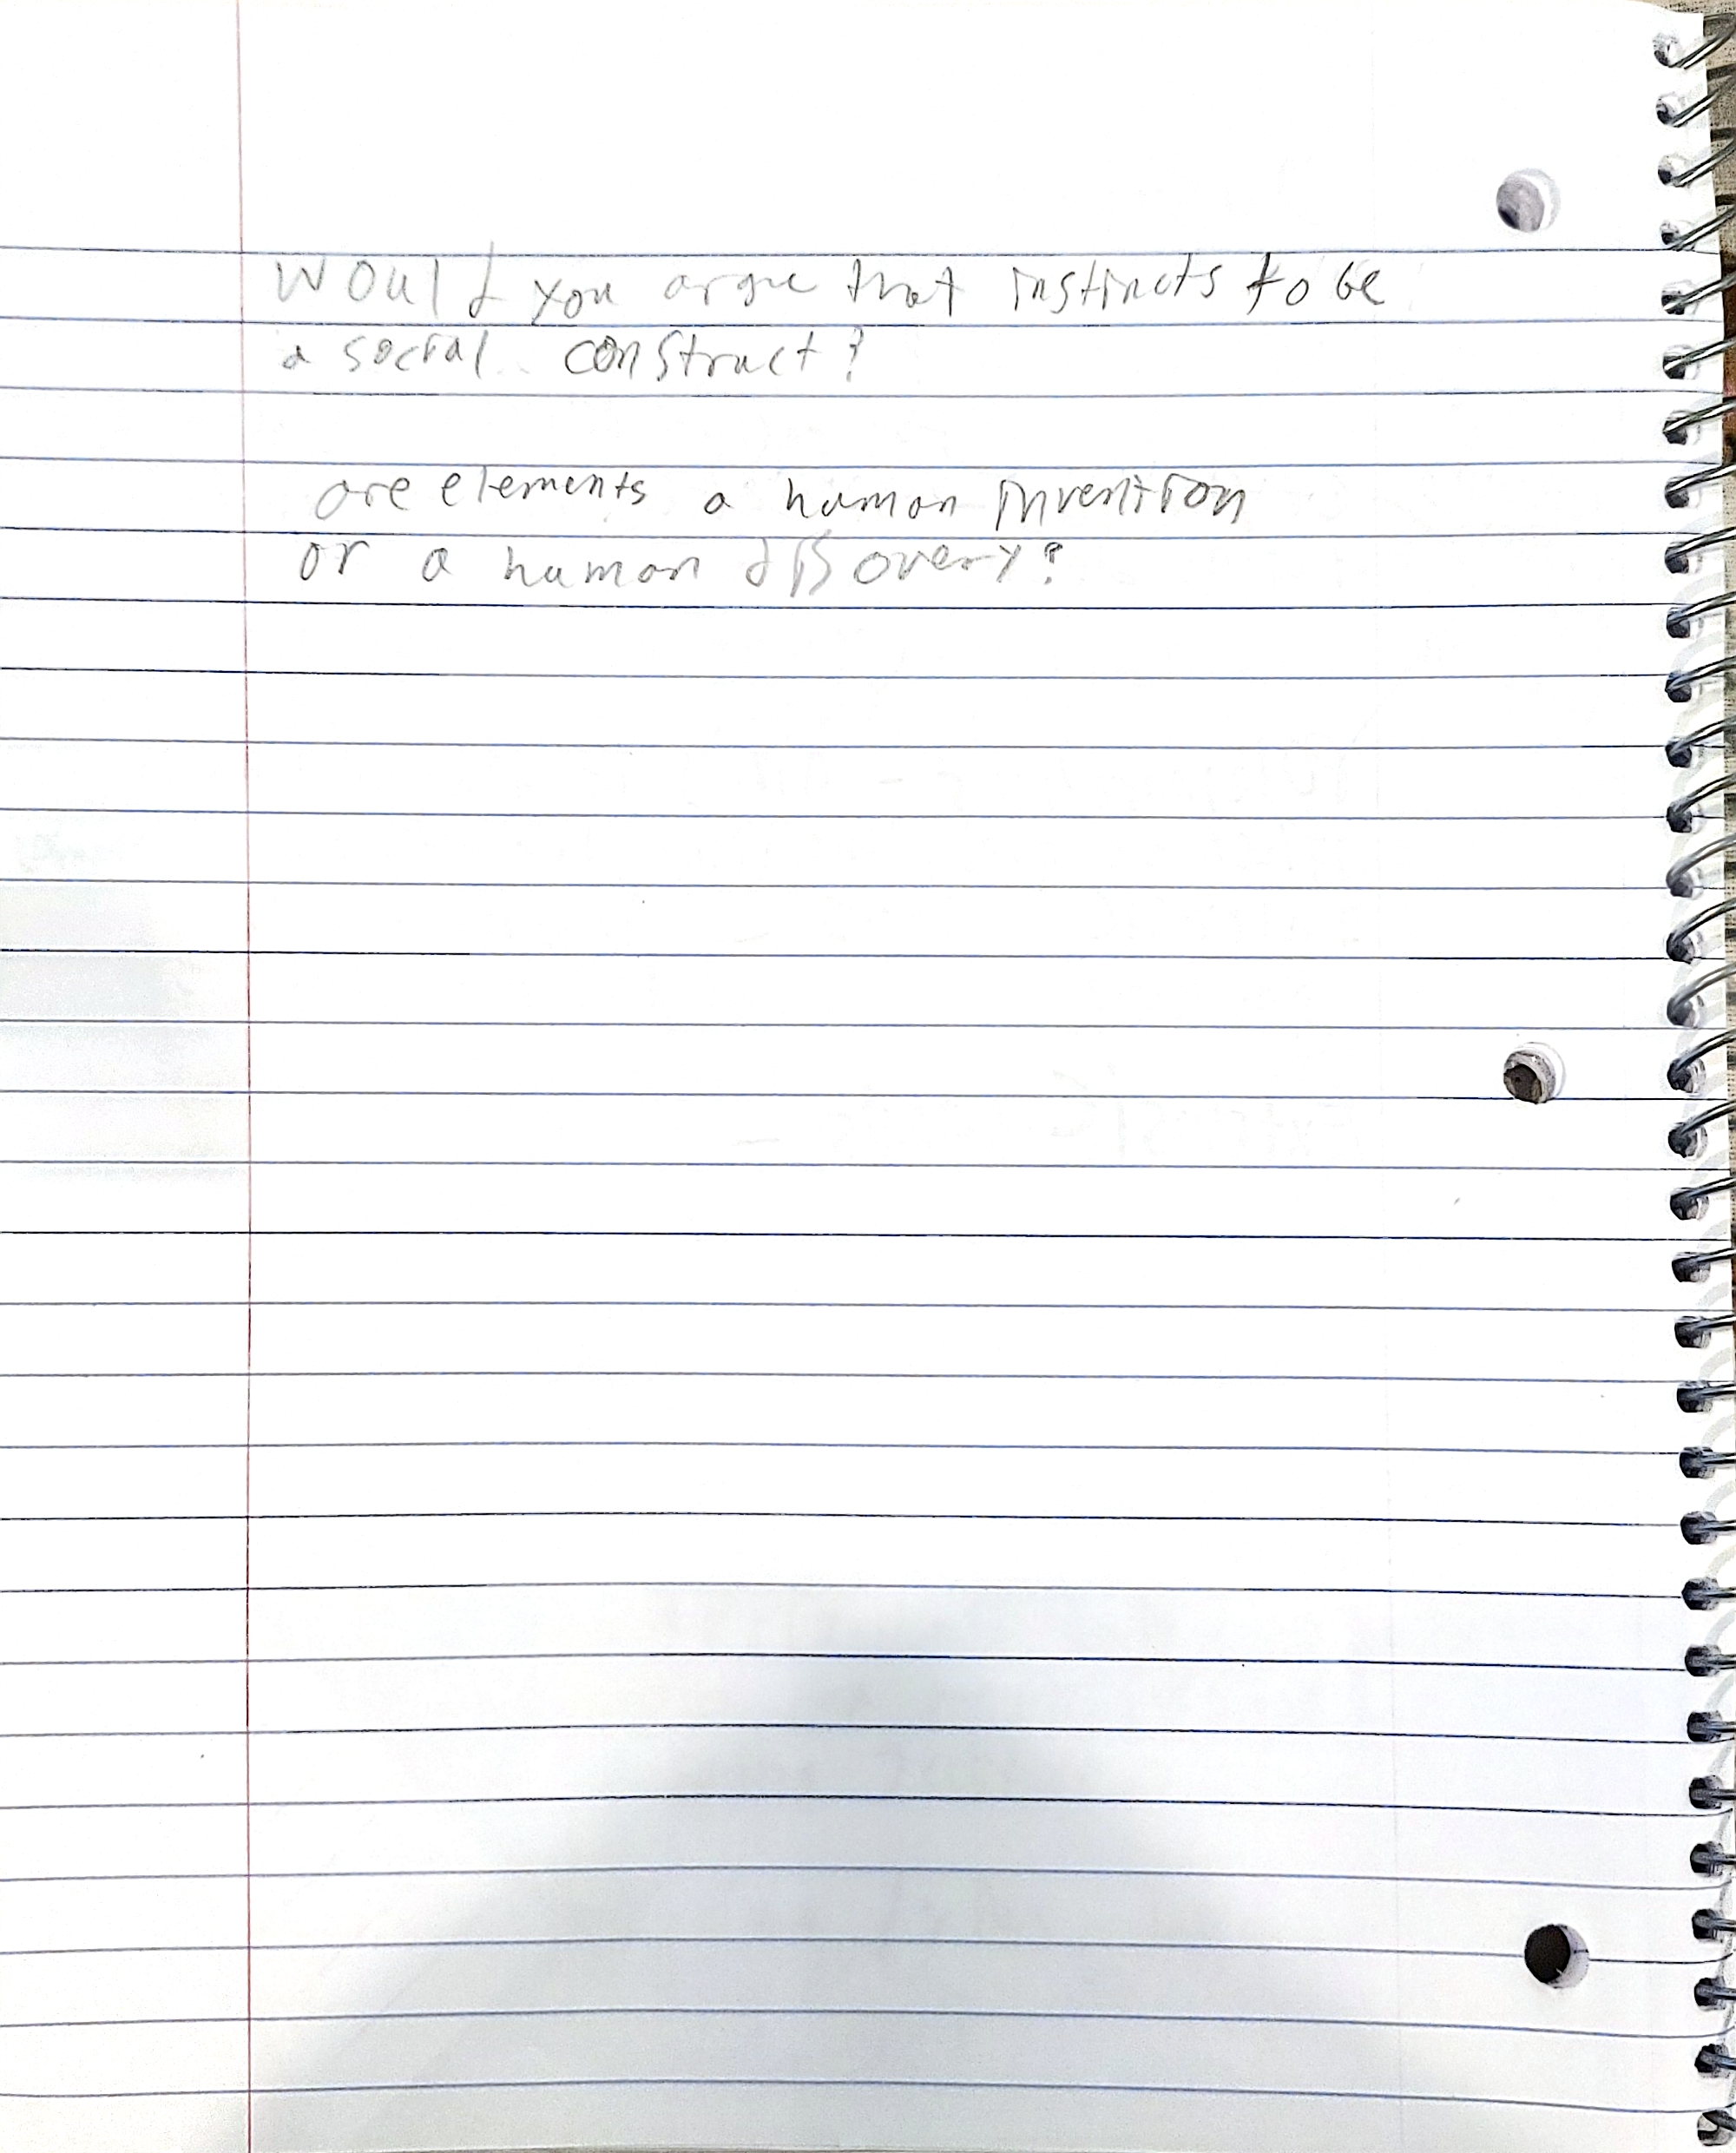 Would you argue that instincts to be
a social construct?
are elements a human invention
or a human discovery?